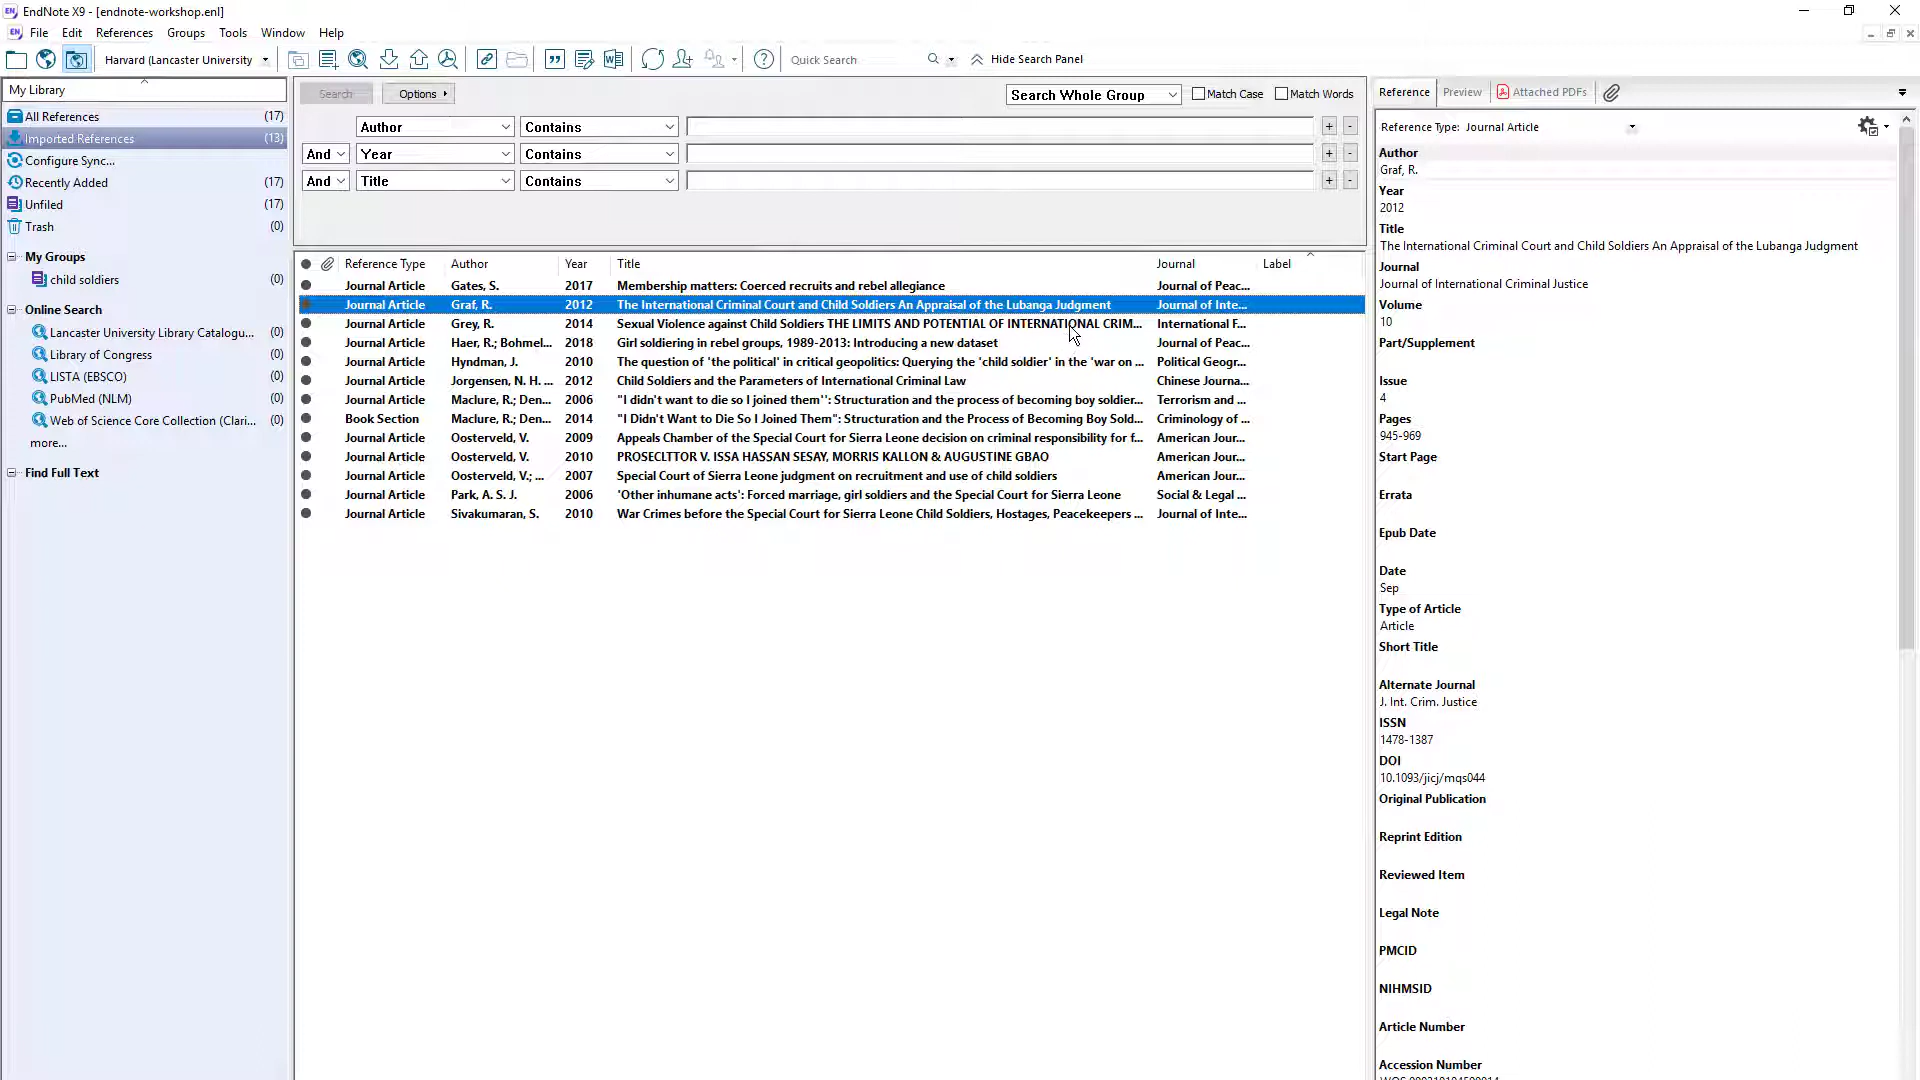 EndNote X9 - [endnote-workshop.enl]
File Edit References Groups Tools Window Help
Harvard (Lancaster University
Quick Search
Hide Search Panel
My Library
All References (17)
Imported References (13)
Configure Sync...
Recently Added (17)
Unfiled (17)
Trash (0)
My Groups
child soldiers (0)
Online Search
Lancaster University Library Catalogu... (0)
Library of Congress (0)
LISTA (EBSCO) (0)
PubMed (NLM) (0)
Web of Science Core Collection (Clari... (0)
more...
Find Full Text
Search Options Search Whole Group Match Case Match Words
Author Contains + -
And Year Contains + -
And Title Contains + -
Reference Type Author Year Title Journal Label
Journal Article Gates, S. 2017 Membership matters: Coerced recruits and rebel allegiance Journal of Peac...
Journal Article Graf, R. 2012 The International Criminal Court and Child Soldiers An Appraisal of the Lubanga Judgment Journal of Inte...
Journal Article Grey, R. 2014 Sexual Violence against Child Soldiers THE LIMITS AND POTENTIAL OF INTERNATIONAL CRIM... International F...
Journal Article Haer, R.; Bohmel... 2018 Girl soldiering in rebel groups, 1989-2013: Introducing a new dataset Journal of Peac...
Journal Article Hyndman, J. 2010 The question of 'the political' in critical geopolitics: Querying the 'child soldier' in the 'war on ... Political Geogr...
Journal Article Jorgensen, N. H. ... 2012 Child Soldiers and the Parameters of International Criminal Law Chinese Journa...
Journal Article Maclure, R.; Den... 2006 "I didn't want to die so I joined them'': Structuration and the process of becoming boy soldier... Terrorism and ...
Book Section Maclure, R.; Den... 2014 "I Didn't Want to Die So I Joined Them": Structuration and the Process of Becoming Boy Sold... Criminology of ...
Journal Article Oosterveld, V. 2009 Appeals Chamber of the Special Court for Sierra Leone decision on criminal responsibility for f... American Jour...
Journal Article Oosterveld, V. 2010 PROSECLTTOR V. ISSA HASSAN SESAY, MORRIS KALLON & AUGUSTINE GBAO American Jour...
Journal Article Oosterveld, V.; ... 2007 Special Court of Sierra Leone judgment on recruitment and use of child soldiers American Jour...
Journal Article Park, A. S. J. 2006 'Other inhumane acts': Forced marriage, girl soldiers and the Special Court for Sierra Leone Social & Legal ...
Journal Article Sivakumaran, S. 2010 War Crimes before the Special Court for Sierra Leone Child Soldiers, Hostages, Peacekeepers ... Journal of Inte...
Reference Preview Attached PDFs
Reference Type: Journal Article
Author
Graf, R.
Year
2012
Title
The International Criminal Court and Child Soldiers An Appraisal of the Lubanga Judgment
Journal
Journal of International Criminal Justice
Volume
10
Part/Supplement
Issue
4
Pages
945-969
Start Page
Errata
Epub Date
Date
Sep
Type of Article
Article
Short Title
Alternate Journal
J. Int. Crim. Justice
ISSN
1478-1387
DOI
10.1093/jicj/mqs044
Original Publication
Reprint Edition
Reviewed Item
Legal Note
PMCID
NIHMSID
Article Number
Accession Number